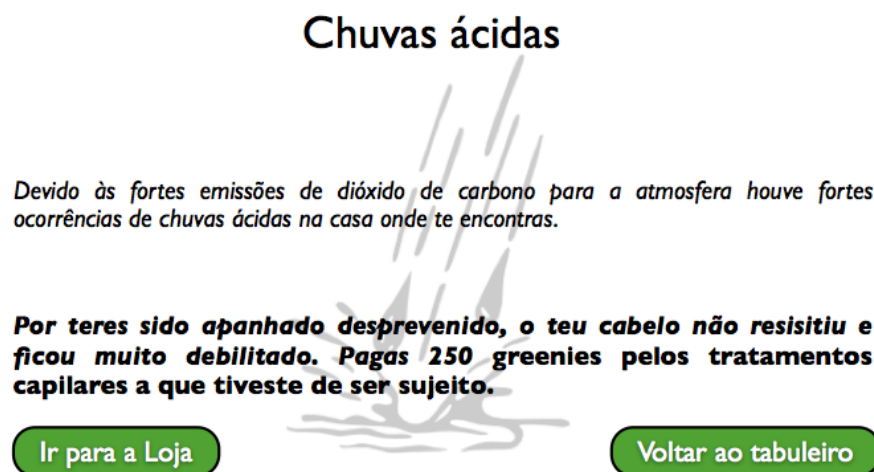 Chuvas ácidas
Devido às fortes emissões de dióxido de carbono para a atmosfera houve fortes
ocorrências de chuvas ácidas na casa onde te encontras.
Por teres sido apanhado desprevenido, o teu cabelo não resisitiu e
ficou muito debilitado. Pagas 250 greenies pelos tratamentos
capilares a que tiveste de ser sujeito.
Ir para a Loja
Voltar ao tabuleiro